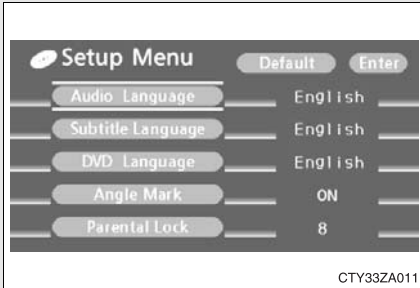 Setup Menu Default Enter
Audio Language English
Subtitle Language English
DVD Language English
Angle Mark ON
Parental Lock 8
CTY33ZA011